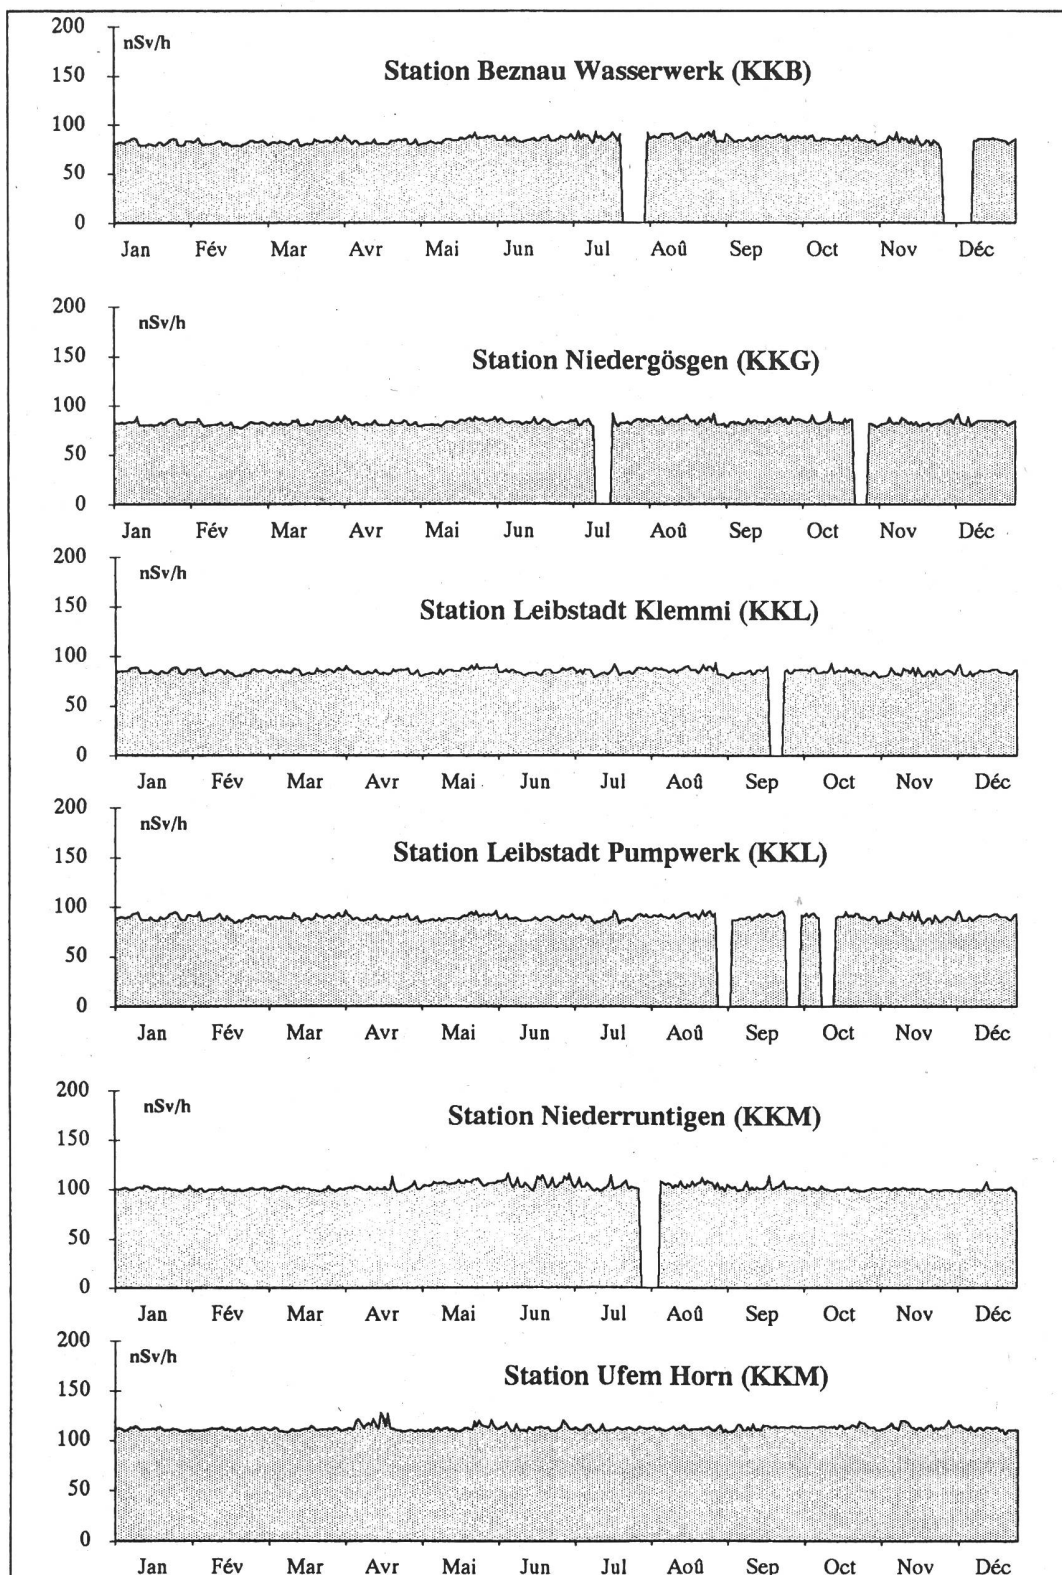 200
nSv/h
Station Beznau Wasserwerk (KKB)
150
100
50
0
Jan Fév Mar Avr Mai Jun Jul Aoû Sep Oct Nov Déc
200
nSv/h
150
Station Niedergösgen (KKG)
100
50
0
Jan Fév Mar Avr Mai Jun Jul Aoû Sep Oct Nov Déc
200
nSv/h
150
Station Leibstadt Klemmi (KKL)
100
50
0
Jan Fév Mar Avr Mai Jun Jul Aoû Sep Oct Nov Déc
200
nSv/h
150
Station Leibstadt Pumpwerk (KKL)
100
50
0
Jan Fév Mar Avr Mai Jun Jul Aoû Sep Oct Nov Déc
200
nSv/h
Station Niederruntigen (KKM)
150
100
50
0
Jan Fév Mar Avr Mai Jun Jul Aoû Sep Oct Nov Déc
200
nSv/h
Station Ufem Horn (KKM)
150
100
50
0
Jan Fév Mar Avr Mai Jun Jul Aoû Sep Oct Nov Déc